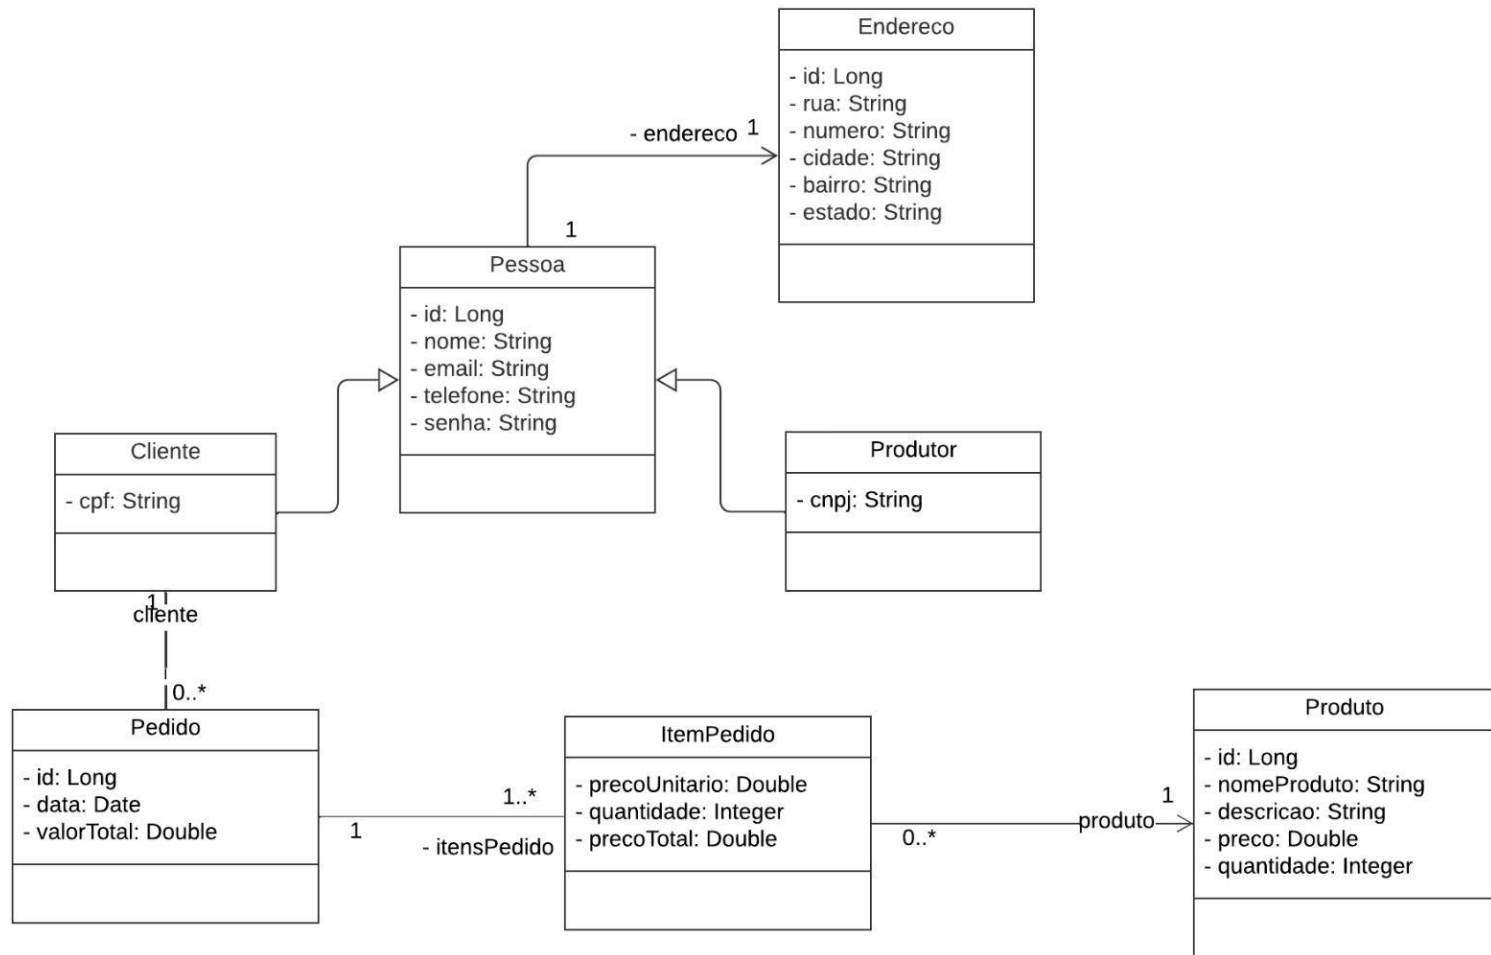 Endereco
- id: Long
- rua: String
- numero: String
- cidade: String
- bairro: String
- estado: String
- endereco
1
1
Pessoa
- id: Long
- nome: String
- email: String
- telefone: String
- senha: String
Cliente
- cpf: String
Produtor
- cnpj: String
1
cliente
0..*
Pedido
- id: Long
- data: Date
- valorTotal: Double
1
1..*
- itensPedido
ItemPedido
- precoUnitario: Double
- quantidade: Integer
- precoTotal: Double
0..*
produto
1
Produto
- id: Long
- nomeProduto: String
- descricao: String
- preco: Double
- quantidade: Integer